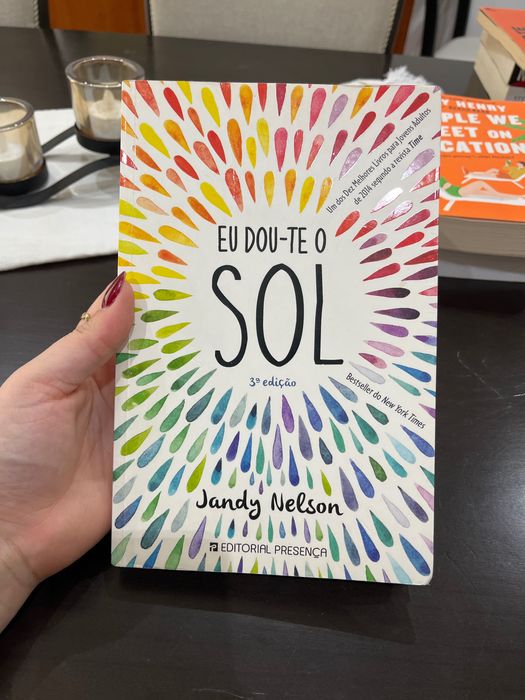 Um dos Dez Melhores Livros para Jovens Adultos
de 2014 segundo a revista Time
EU DOU-TE O
SOL
3ª edição
Bestseller do New York Times
Jandy Nelson
EDITORIAL PRESENÇA
Y HENRY
PLE WE
EET ON
CATION